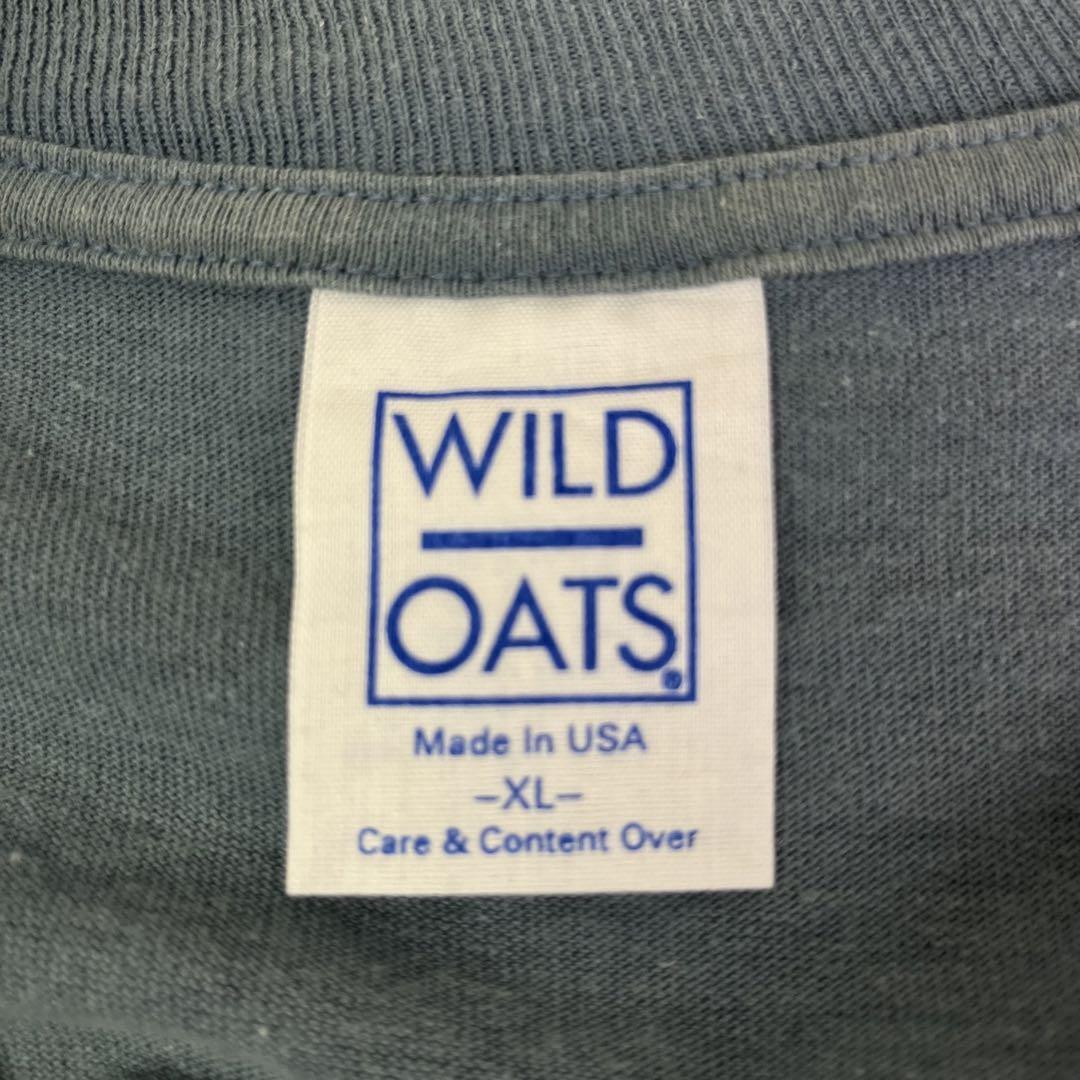 WILD
OATS®
Made In USA
–XL–
Care & Content Over